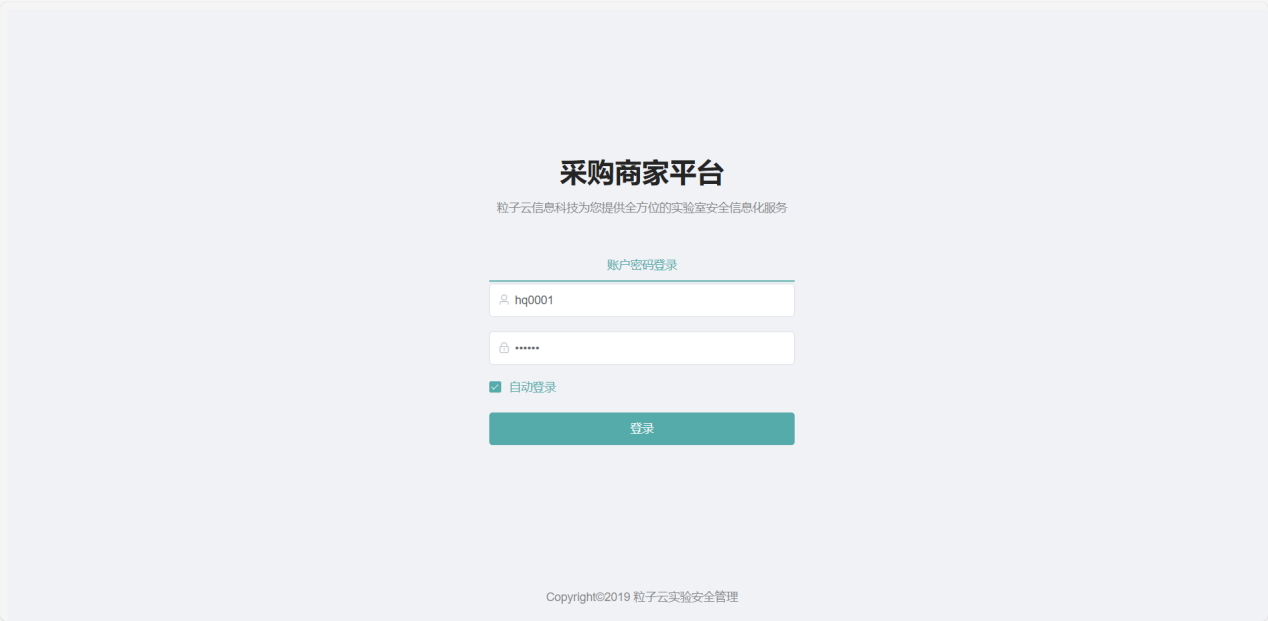 采购商家平台
粒子云信息科技为您提供全方位的实验室安全信息化服务
账户密码登录
hq0001
••••••
自动登录
登录
Copyright©2019 粒子云实验安全管理